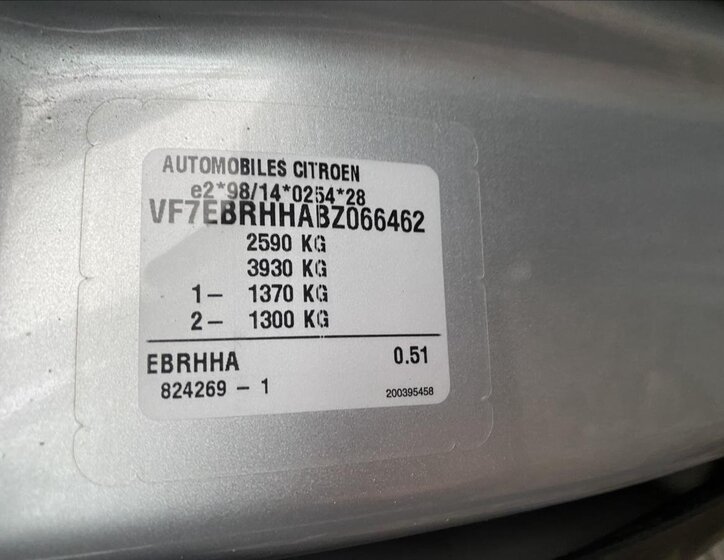 AUTOMOBILES CITROEN
e2*98/14*0254*28
VF7EBRHHABZ066462
2590 KG
3930 KG
1- 1370 KG
2- 1300 KG
EBRHHA 0.51
824269 - 1 200395458